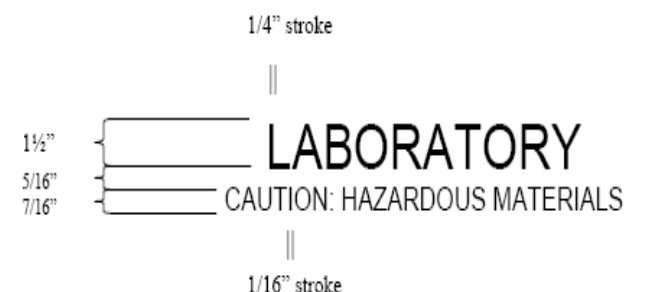 1/4” stroke
1½”
LABORATORY
5/16”
7/16”
CAUTION: HAZARDOUS MATERIALS
1/16” stroke